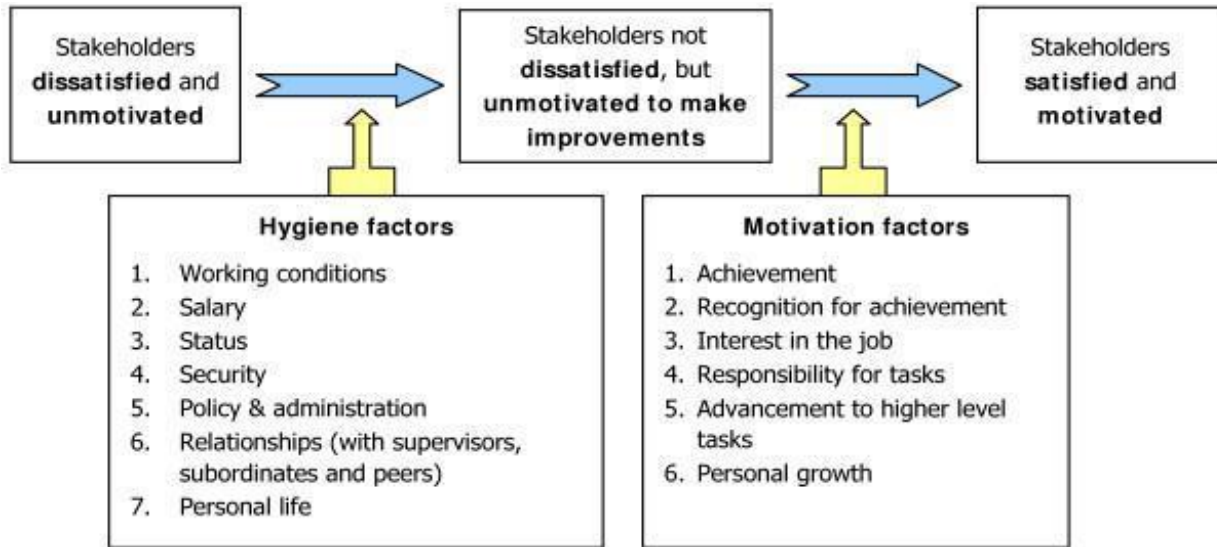 Stakeholders
dissatisfied and
unmotivated
Stakeholders not
dissatisfied, but
unmotivated to make
improvements
Stakeholders
satisfied and
motivated
Hygiene factors
1. Working conditions
2. Salary
3. Status
4. Security
5. Policy & administration
6. Relationships (with supervisors,
subordinates and peers)
7. Personal life
Motivation factors
1. Achievement
2. Recognition for achievement
3. Interest in the job
4. Responsibility for tasks
5. Advancement to higher level
tasks
6. Personal growth